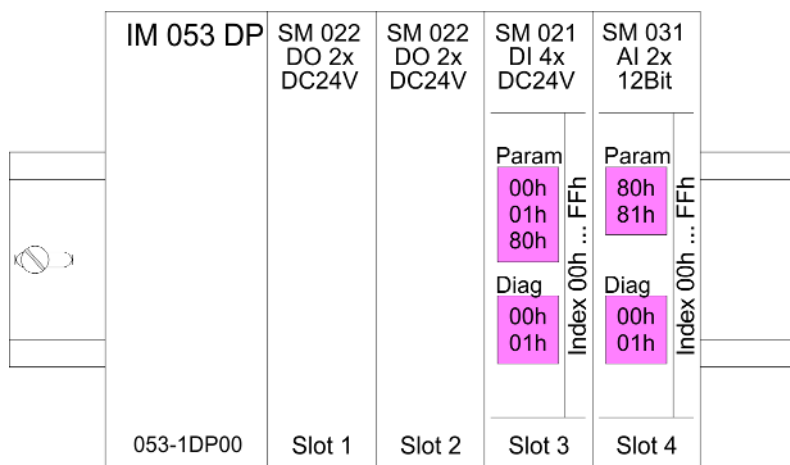 IM 053 DP
053-1DP00
SM 022
DO 2x
DC24V
Slot 1
SM 022
DO 2x
DC24V
Slot 2
SM 021
DI 4x
DC24V
Param
00h
01h
80h
Diag
00h
01h
Index 00h ... FFh
Slot 3
SM 031
AI 2x
12Bit
Param
80h
81h
Diag
00h
01h
Index 00h ... FFh
Slot 4